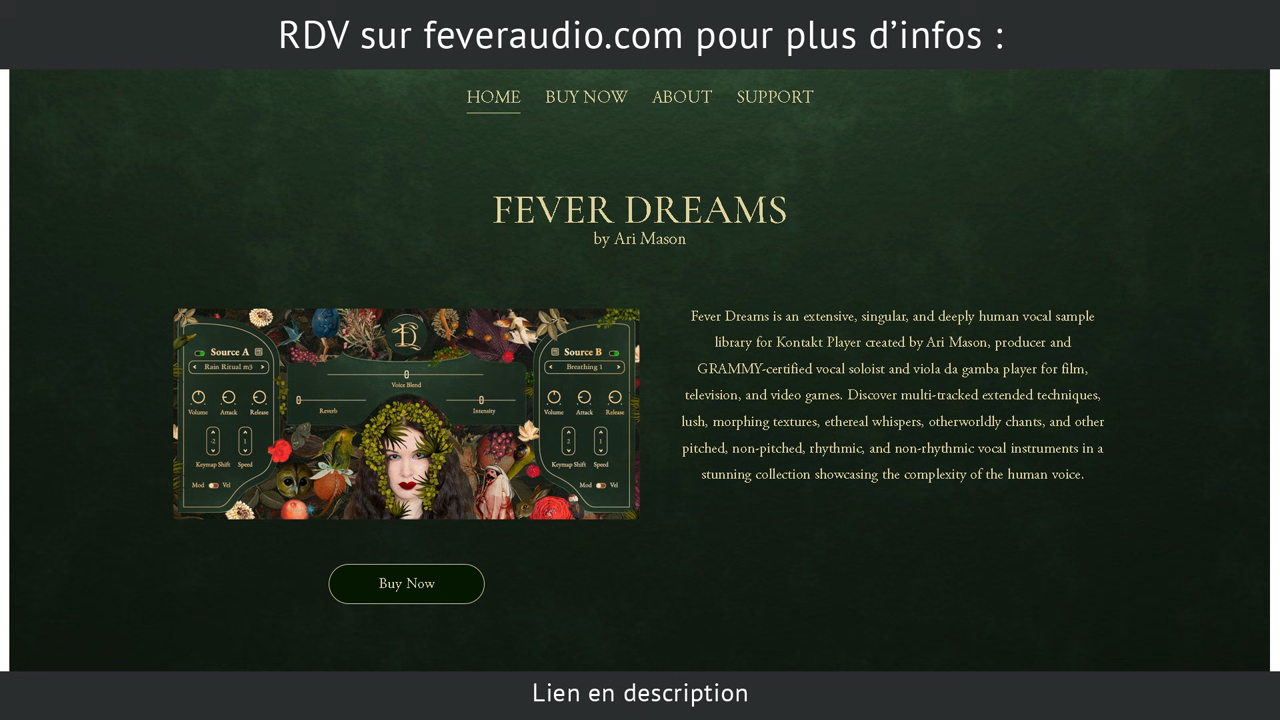 RDV sur feveraudio.com pour plus d’infos :
HOME BUY NOW ABOUT SUPPORT
FEVER DREAMS
by Ari Mason
Fever Dreams is an extensive, singular, and deeply human vocal sample
library for Kontakt Player created by Ari Mason, producer and
GRAMMY-certified vocal soloist and viola da gamba player for film,
television, and video games. Discover multi-tracked extended techniques,
lush, morphing textures, ethereal whispers, otherworldly chants, and other
pitched, non-pitched, rhythmic, and non-rhythmic vocal instruments in a
stunning collection showcasing the complexity of the human voice.
Source A
Rain Ritual m3
Volume Attack Release
-2 1
Keymap Shift Speed
Mod Vel
Voice Blend
Reverb Intensity
Source B
Breathing 1
Volume Attack Release
2 1
Keymap Shift Speed
Mod Vel
Buy Now
Lien en description